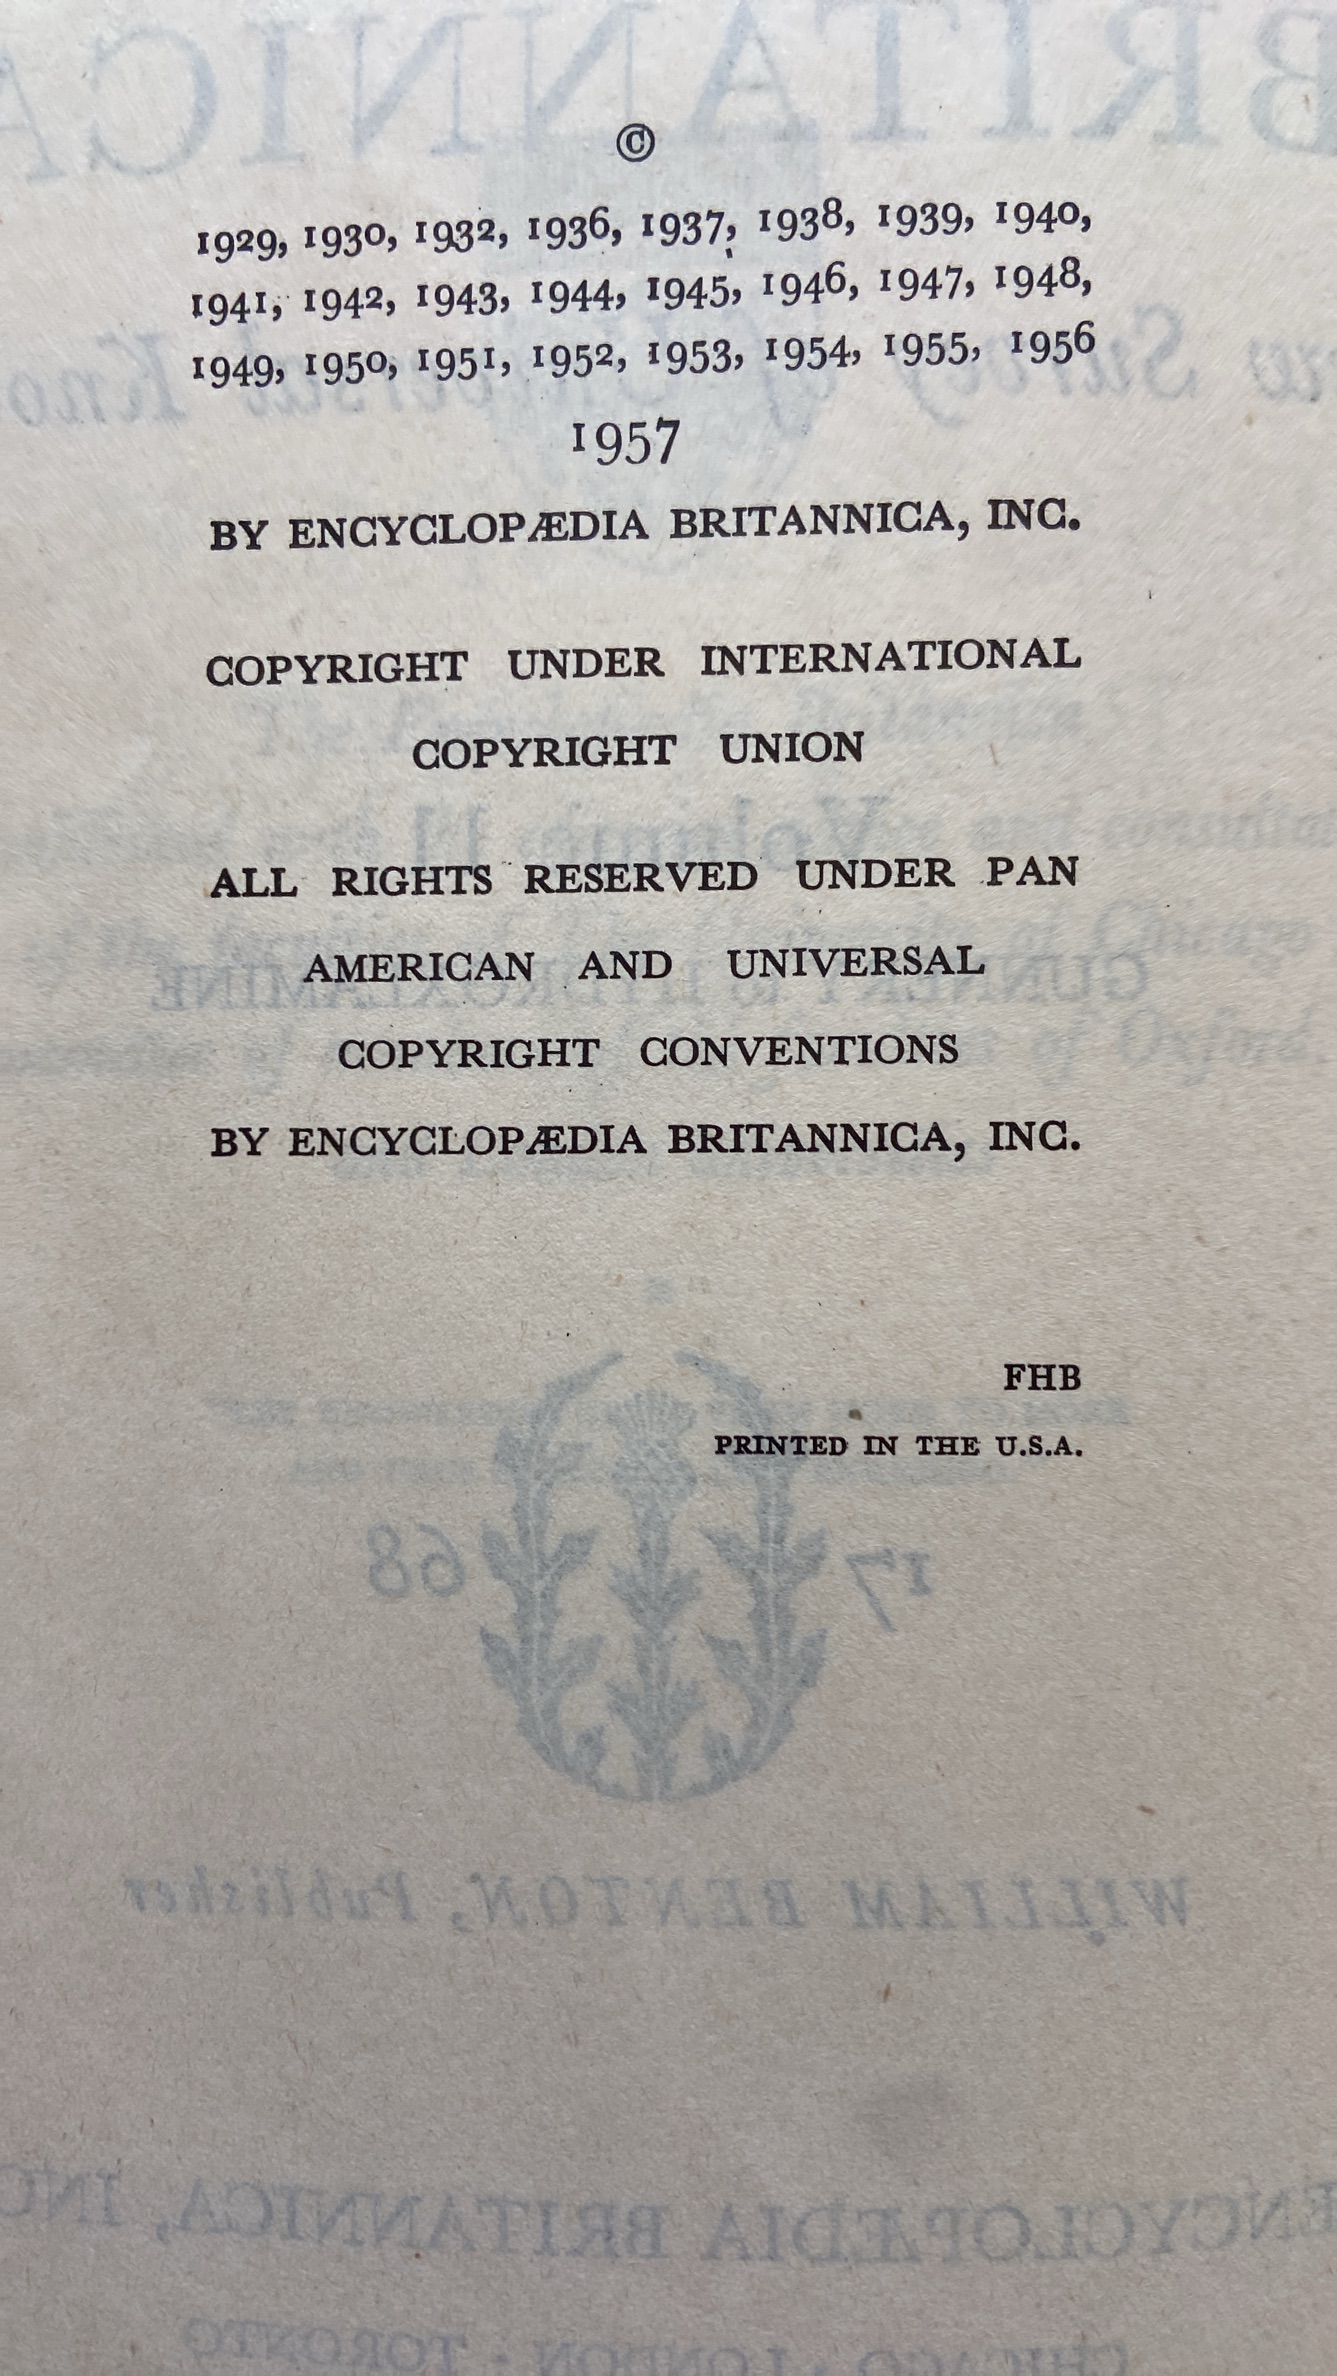 ©
1929, 1930, 1932, 1936, 1937, 1938, 1939, 1940,
1941, 1942, 1943, 1944, 1945, 1946, 1947, 1948,
1949, 1950, 1951, 1952, 1953, 1954, 1955, 1956
1957
BY ENCYCLOPÆDIA BRITANNICA, INC.
COPYRIGHT UNDER INTERNATIONAL
COPYRIGHT UNION
ALL RIGHTS RESERVED UNDER PAN
AMERICAN AND UNIVERSAL
COPYRIGHT CONVENTIONS
BY ENCYCLOPÆDIA BRITANNICA, INC.
FHB
PRINTED IN THE U.S.A.